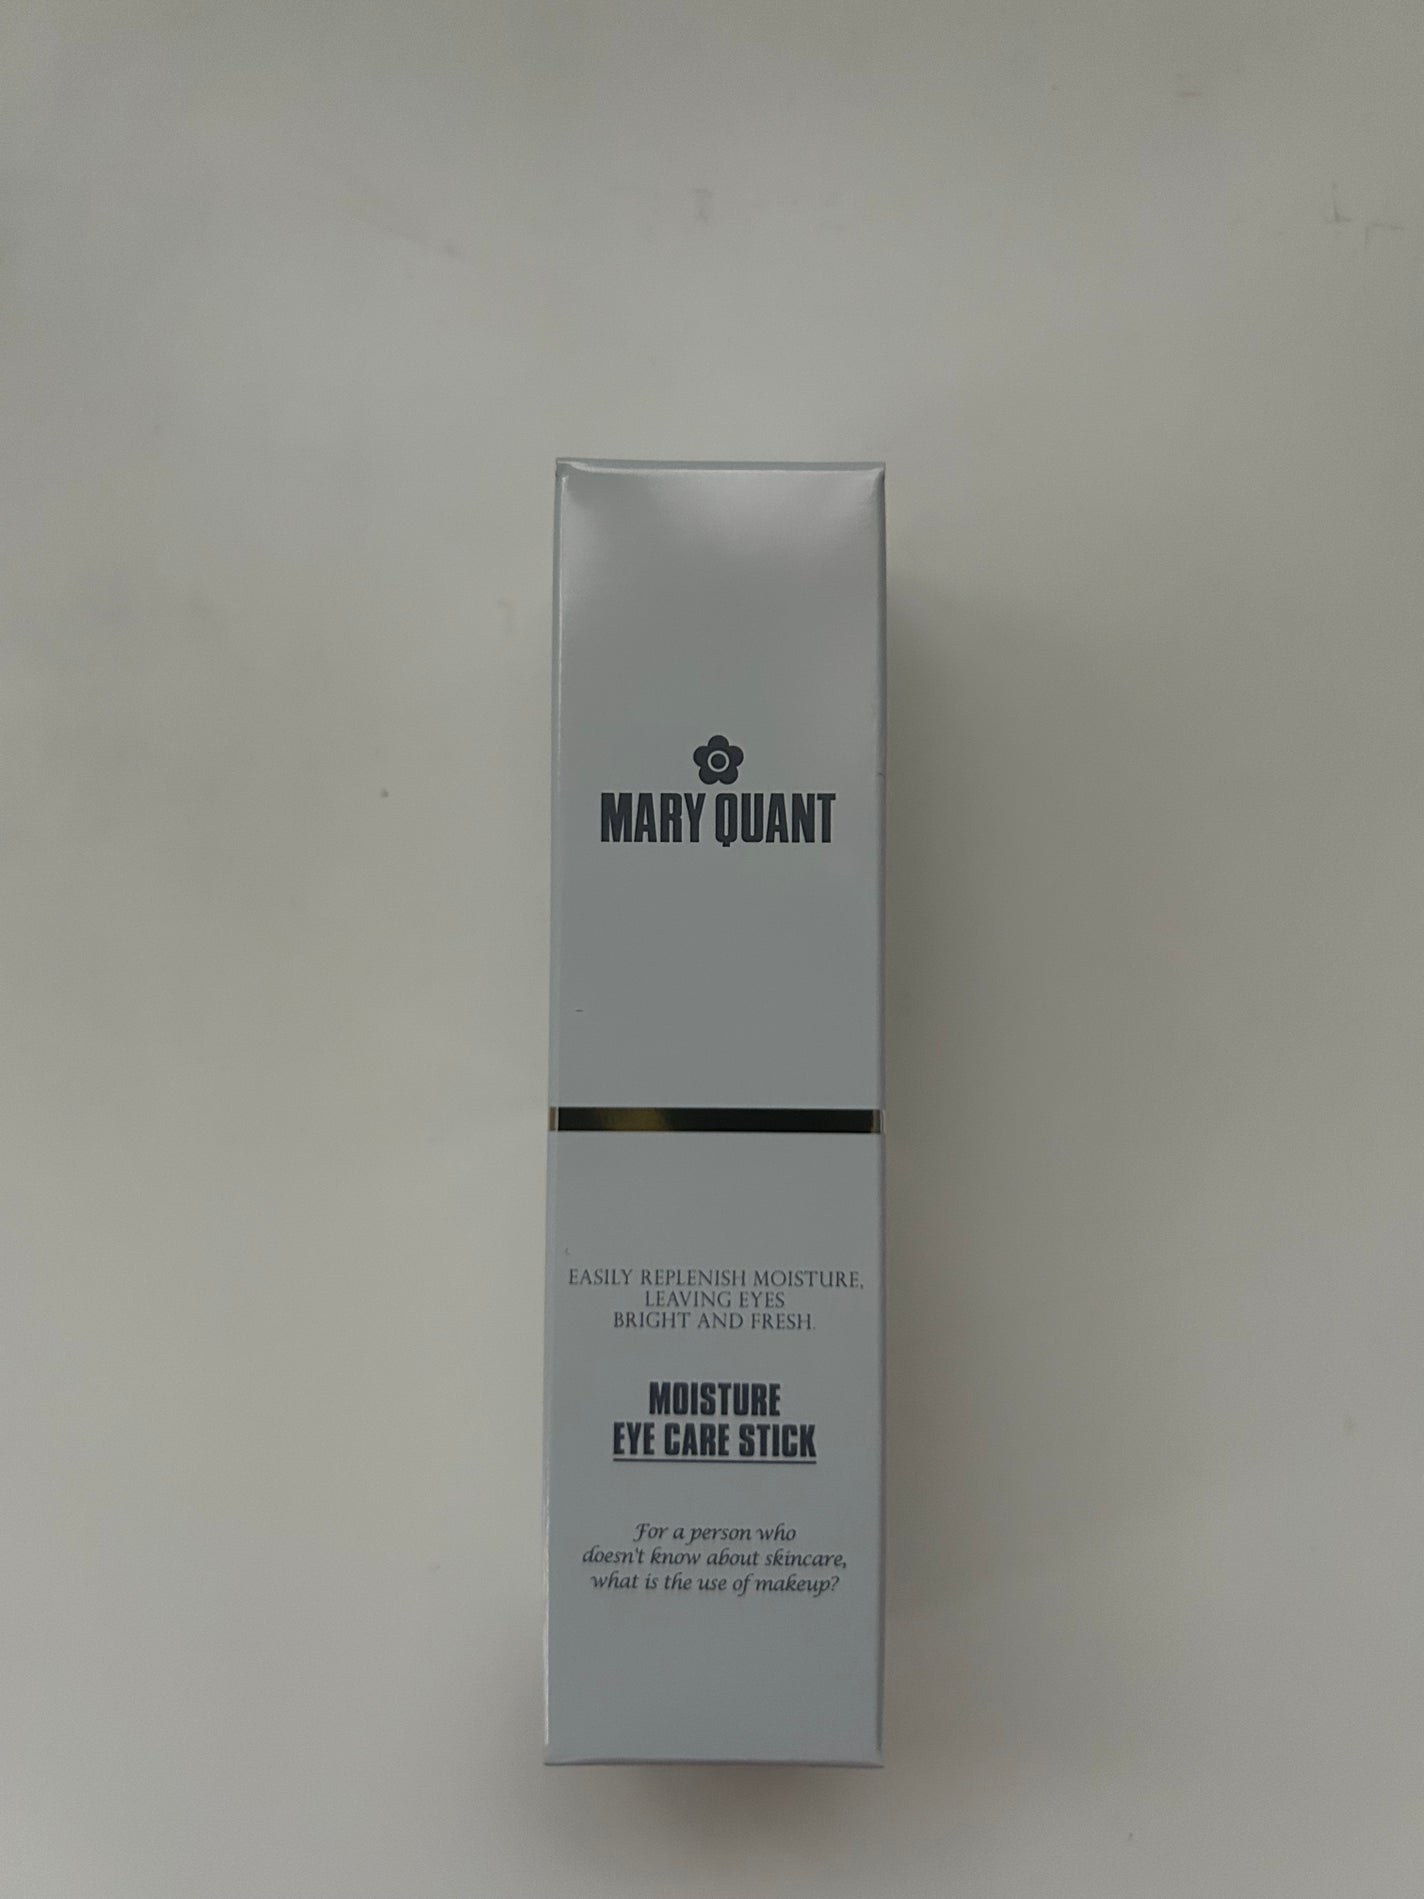 MARY QUANT
EASILY REPLENISH MOISTURE,
LEAVING EYES
BRIGHT AND FRESH.
MOISTURE
EYE CARE STICK
For a person who
doesn't know about skincare,
what is the use of makeup?